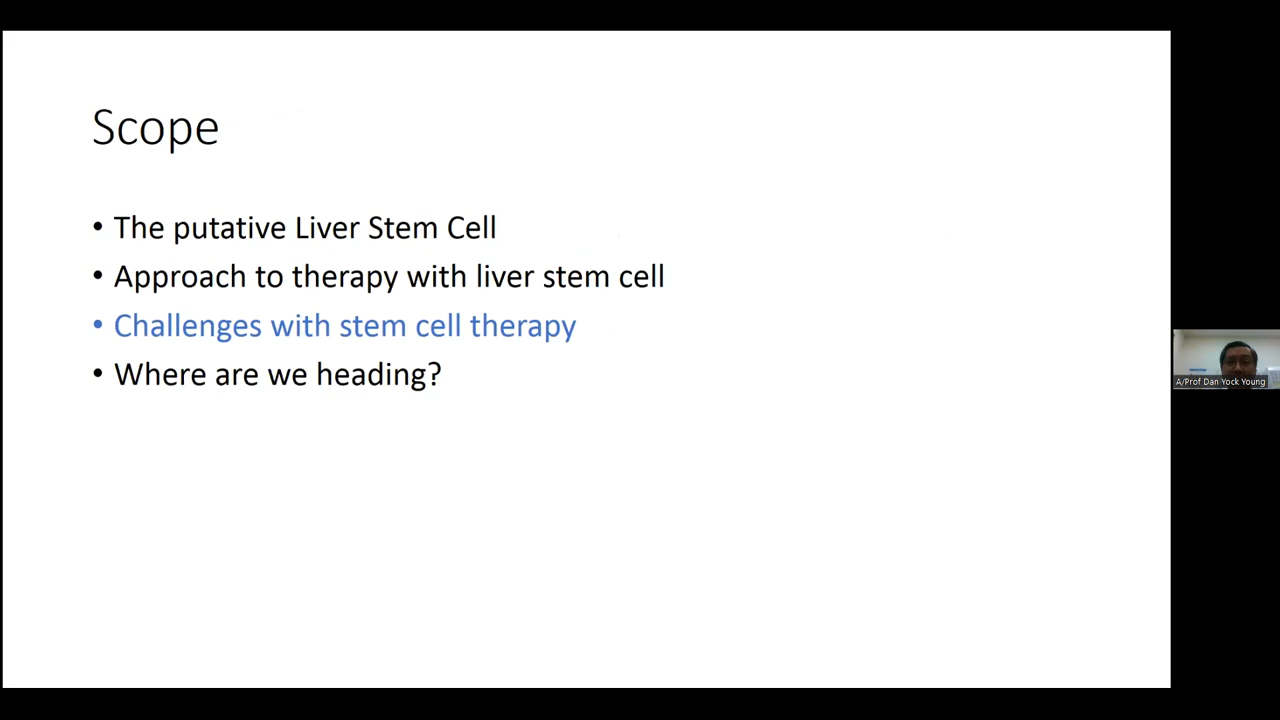 Scope
• The putative Liver Stem Cell
• Approach to therapy with liver stem cell
• Challenges with stem cell therapy
• Where are we heading?
A/Prof Dan Yock Young